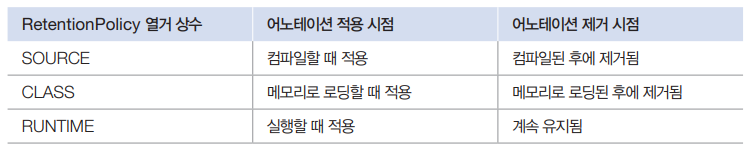 RetentionPolicy 열거 상수 어노테이션 적용 시점 어노테이션 제거 시점
SOURCE 컴파일할 때 적용 컴파일된 후에 제거됨
CLASS 메모리로 로딩할 때 적용 메모리로 로딩된 후에 제거됨
RUNTIME 실행할 때 적용 계속 유지됨